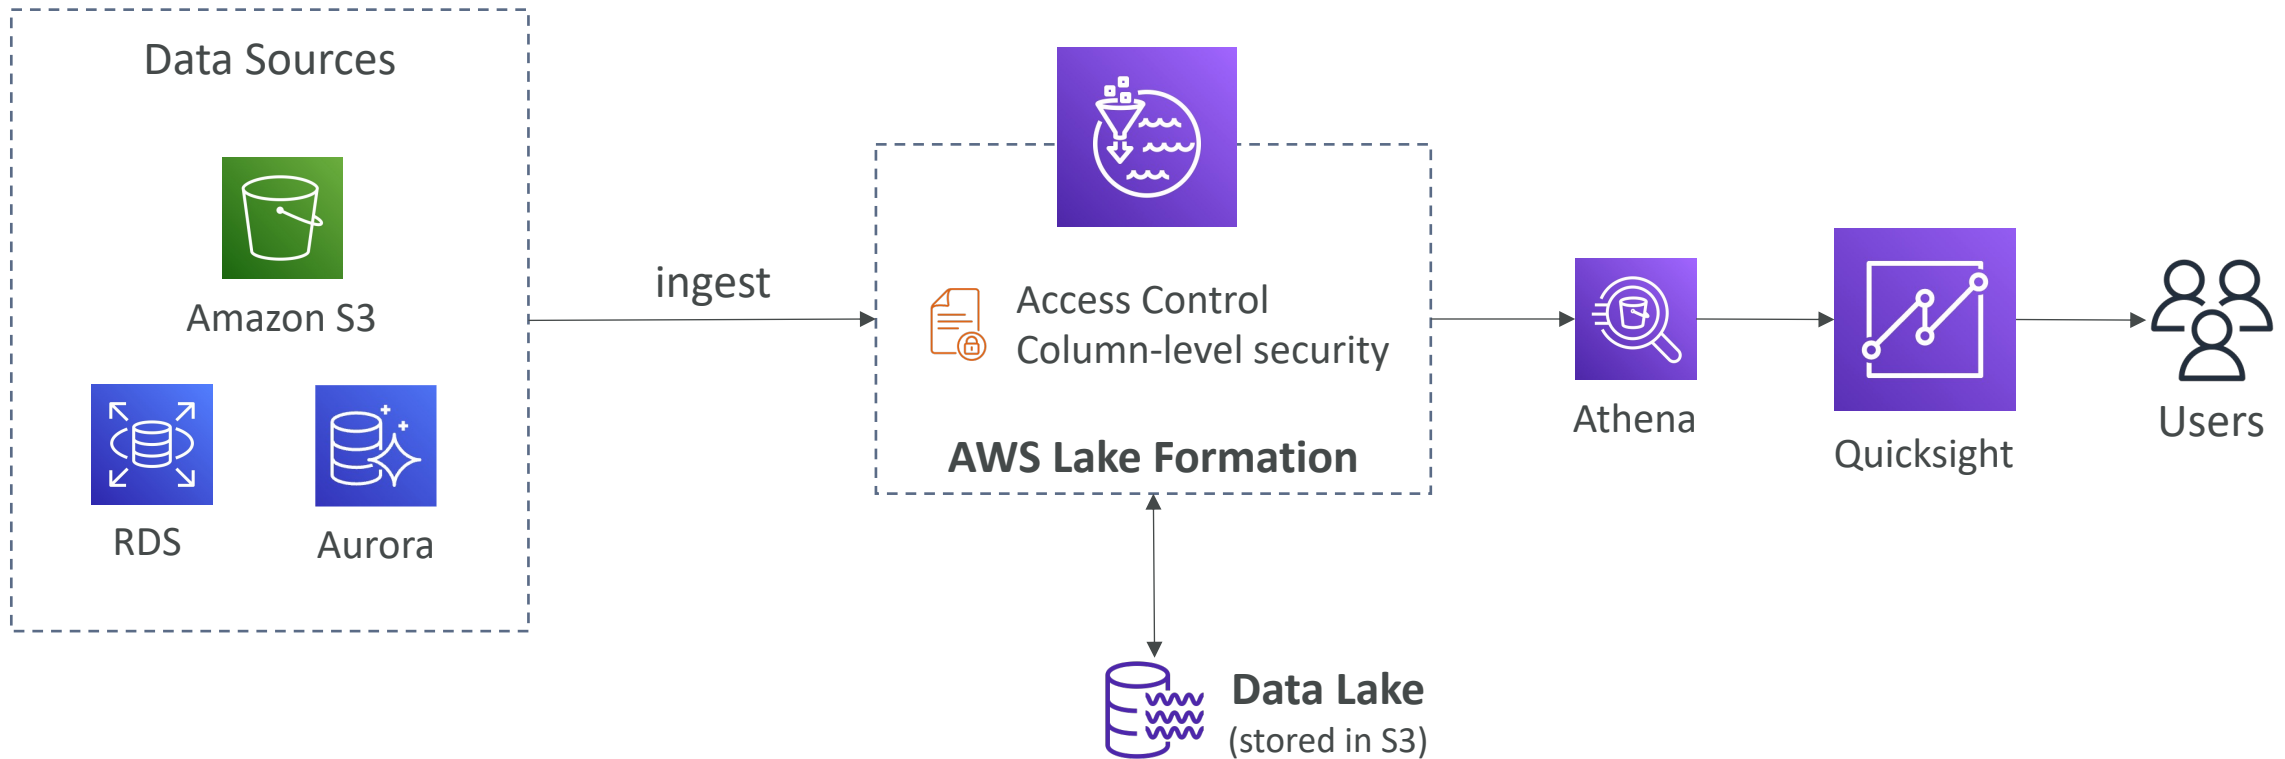 Data Sources
Amazon S3
RDS
Aurora
ingest
Access Control
Column-level security
AWS Lake Formation
Data Lake
(stored in S3)
Athena
Quicksight
Users